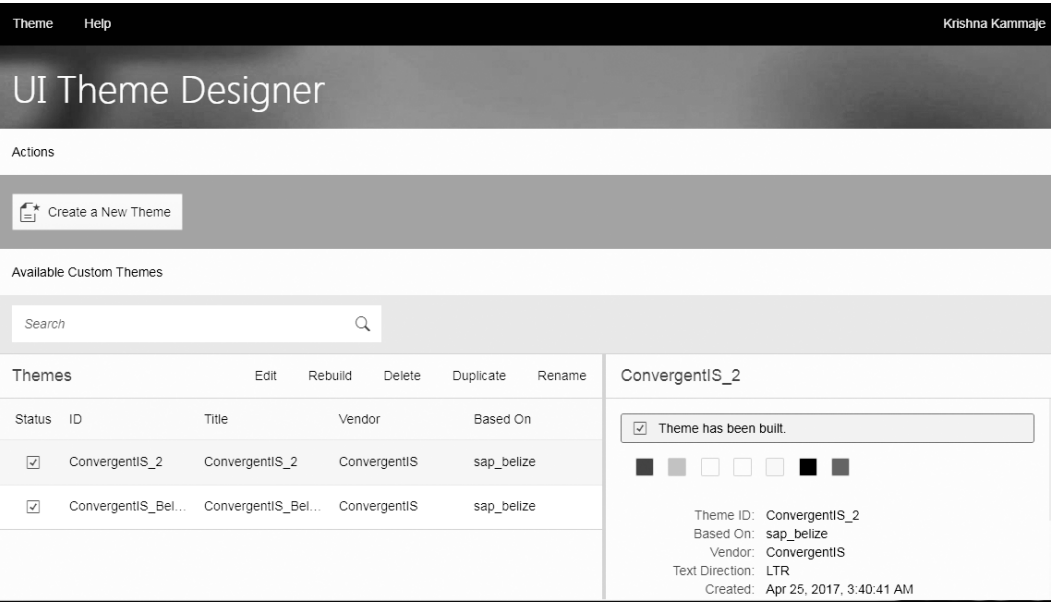 Theme Help Krishna Kammaje
UI Theme Designer
Actions
Create a New Theme
Available Custom Themes
Search
Themes Edit Rebuild Delete Duplicate Rename
Status ID Title Vendor Based On
ConvergentIS_2 ConvergentIS_2 ConvergentIS sap_belize
ConvergentIS_Bel... ConvergentIS_Bel... ConvergentIS sap_belize
ConvergentIS_2
Theme has been built.
Theme ID: ConvergentIS_2
Based On: sap_belize
Vendor: ConvergentIS
Text Direction: LTR
Created: Apr 25, 2017, 3:40:41 AM